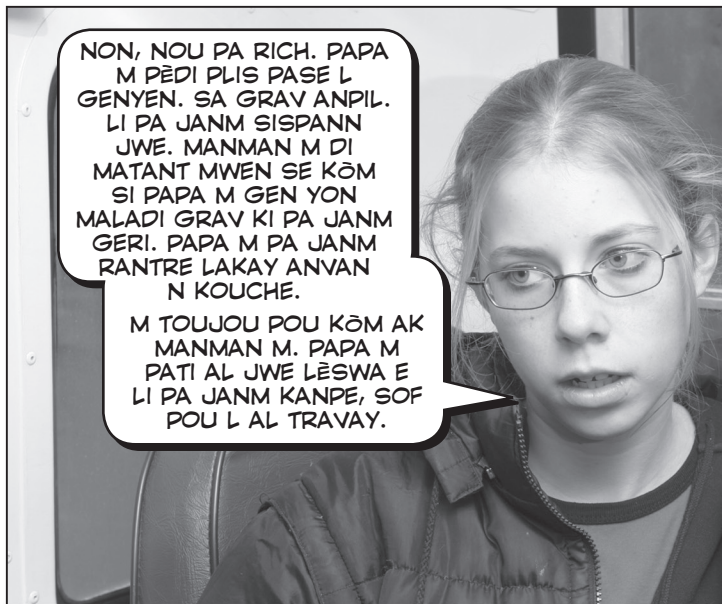 NON, NOU PA RICH. PAPA
M PÈDI PLIS PASE L
GENYEN. SA GRAV ANPIL.
LI PA JANM SISPANN
JWE. MANMAN M DI
MATANT MWEN SE KÒM
SI PAPA M GEN YON
MALADI GRAV KI PA JANM
GERI. PAPA M PA JANM
RANTRE LAKAY ANVAN
N KOUCHE.
M TOUJOU POU KÒM AK
MANMAN M. PAPA M
PATI AL JWE LÈSWA E
LI PA JANM KANPE, SOF
POU L AL TRAVAY.